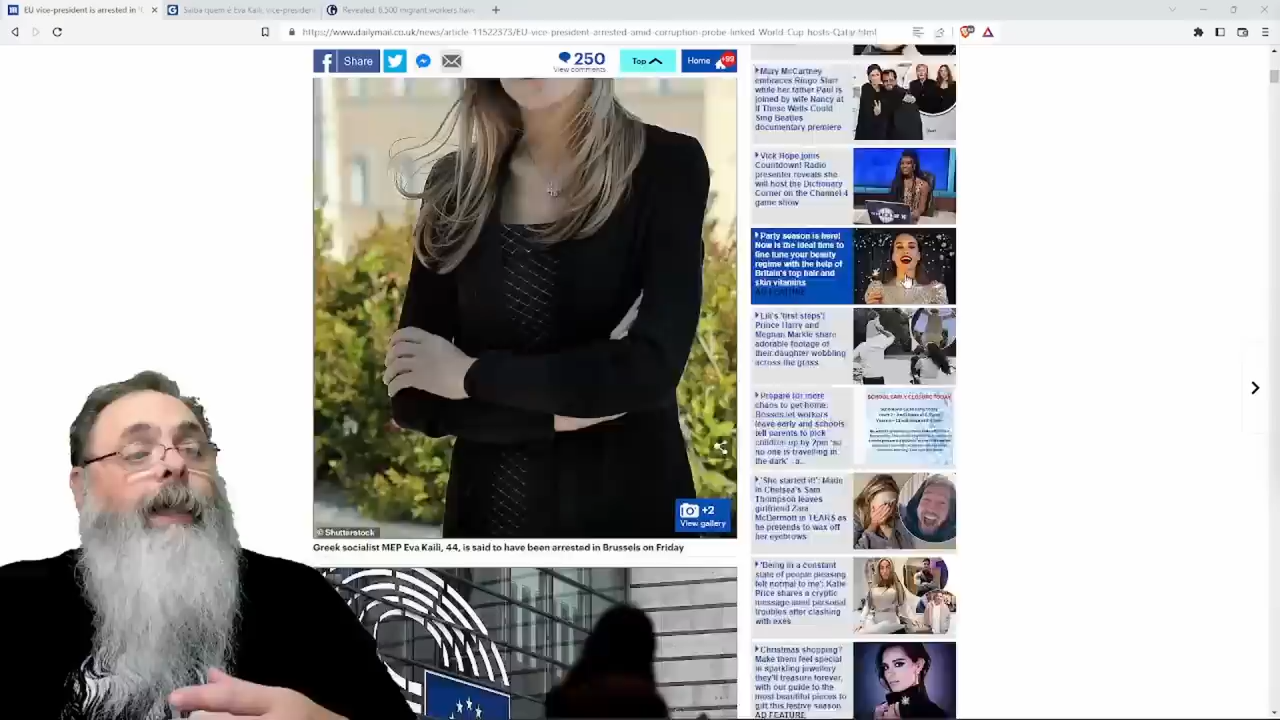 EU vice-president is arrested in '
Saiba quem é Eva Kaili, vice-presiden
Revealed: 6,500 migrant workers have
https://www.dailymail.co.uk/news/article-11522373/EU-vice-president-arrested-amid-corruption-probe-linked-World-Cup-hosts-Qatar.html
Share
250
View comments
Top
Home
+99
Mary McCartney
embraces Ringo Starr
while her father Paul is
joined by wife Nancy at
If These Walls Could
Sing Beatles
documentary premiere
Vick Hope joins
Countdown! Radio
presenter reveals she
will host the Dictionary
Corner on the Channel 4
game show
Party season is here!
Now is the ideal time to
fine tune your beauty
regime with the help of
Britain's top hair and
skin vitamins
AD FEATURE
Lili's 'first steps'!
Prince Harry and
Meghan Markle share
adorable footage of
their daughter wobbling
across the grass
Prepare for more
chaos to get home:
Bosses let workers
leave early and schools
tell parents to pick
children up by 2pm 'so
no one is travelling in
the dark' - a...
SCHOOL EARLY CLOSURE TODAY
'She started it!': Made
in Chelsea's Sam
Thompson leaves
girlfriend Zara
McDermott in TEARS as
he pretends to wax off
her eyebrows
+2
View gallery
© Shutterstock
Greek socialist MEP Eva Kaili, 44, is said to have been arrested in Brussels on Friday
'Being in a constant
state of people pleasing
felt normal to me': Katie
Price shares a cryptic
message amid personal
troubles after clashing
with exes
Christmas shopping?
Make them feel special
in sparkling jewellery
they'll treasure forever,
with our guide to the
most beautiful pieces to
gift this festive season
AD FEATURE